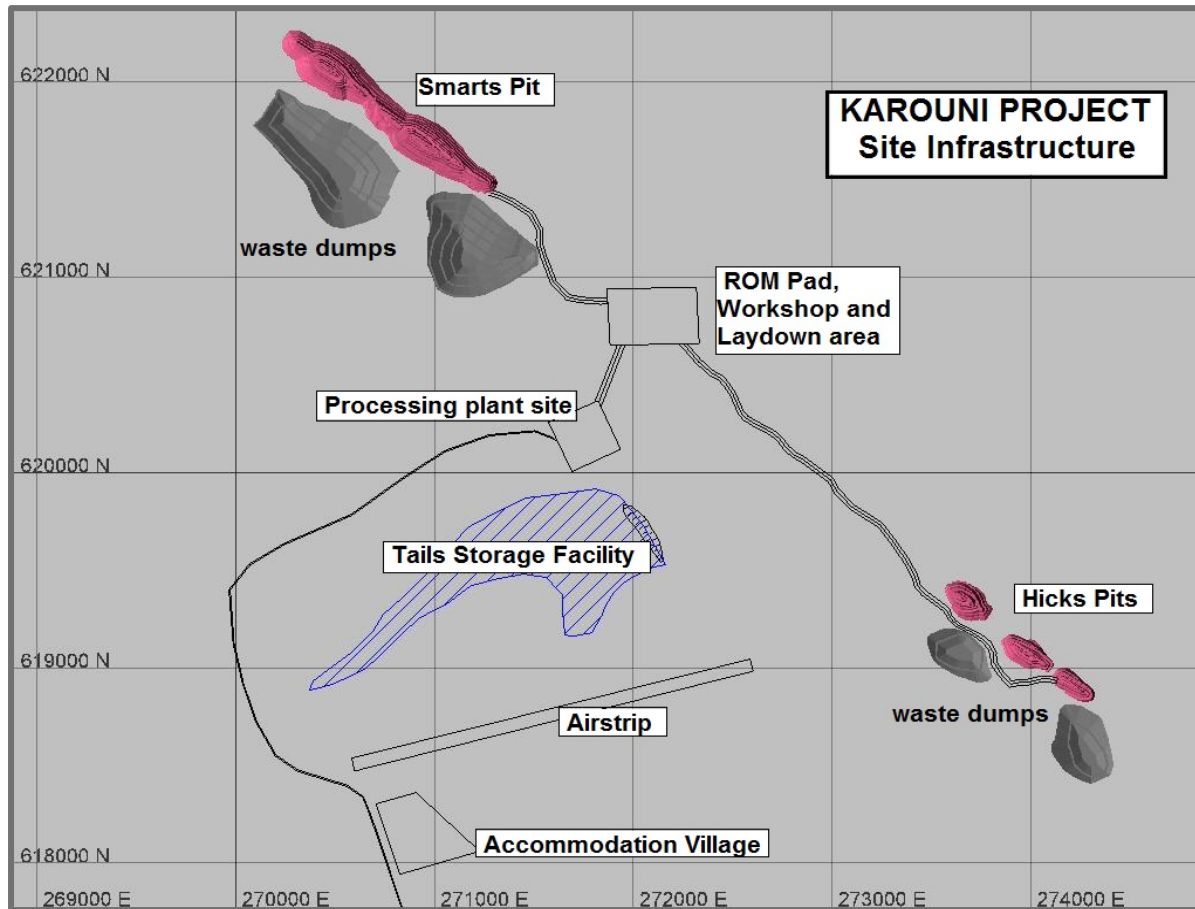 622000 N
Smarts Pit
KAROUNI PROJECT
Site Infrastructure
waste dumps
621000 N
ROM Pad,
Workshop and
Laydown area
Processing plant site
620000 N
Tails Storage Facility
Hicks Pits
619000 N
waste dumps
Airstrip
Accommodation Village
618000 N
269000 E
270000 E
271000 E
272000 E
273000 E
274000 E